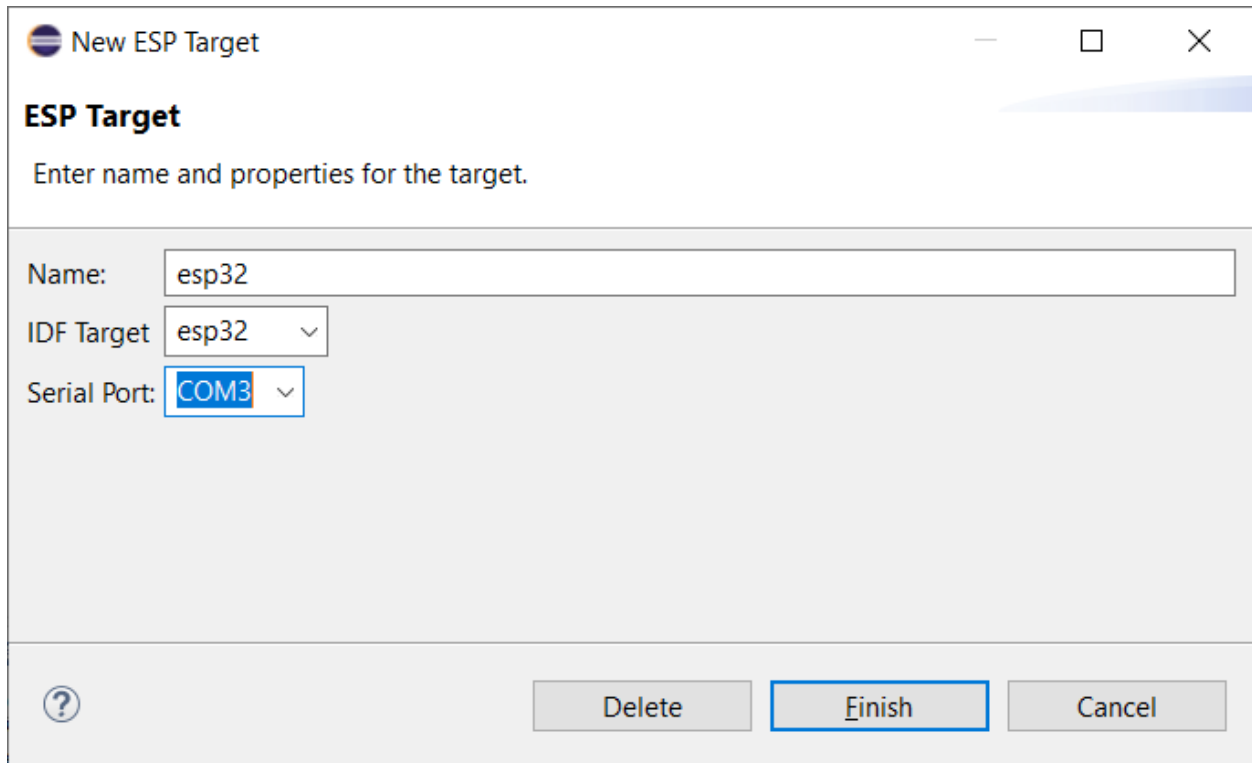 New ESP Target
ESP Target
Enter name and properties for the target.
Name: esp32
IDF Target esp32
Serial Port: COM3
? Delete Finish Cancel